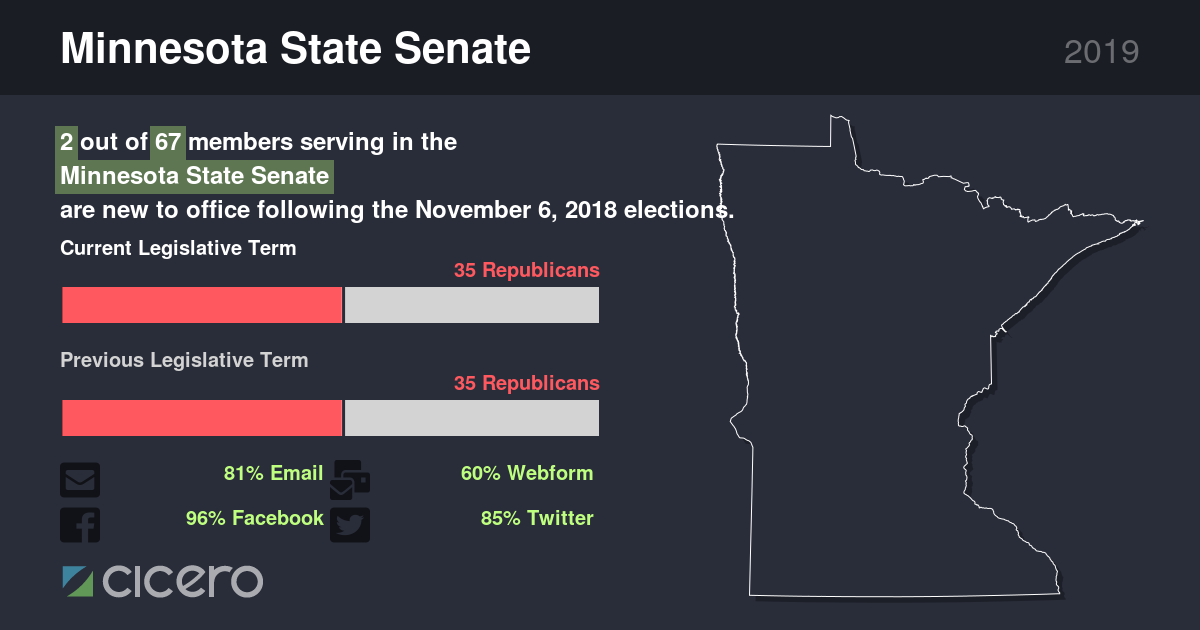 Minnesota State Senate
2019
2 out of 67 members serving in the
Minnesota State Senate
are new to office following the November 6, 2018 elections.
Current Legislative Term
35 Republicans
Previous Legislative Term
35 Republicans
81% Email
60% Webform
96% Facebook
85% Twitter
cicero